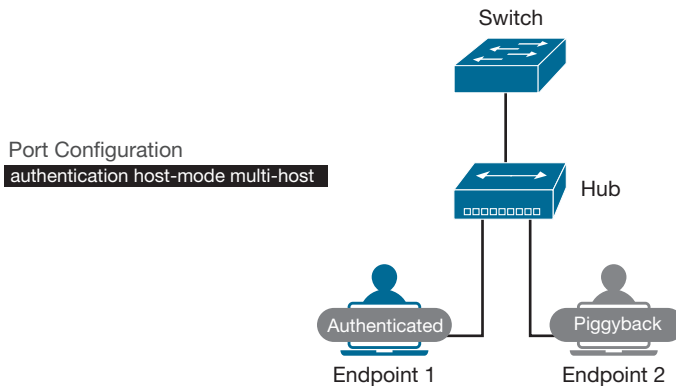 Switch
Port Configuration
authentication host-mode multi-host
Hub
Authenticated
Piggyback
Endpoint 1
Endpoint 2